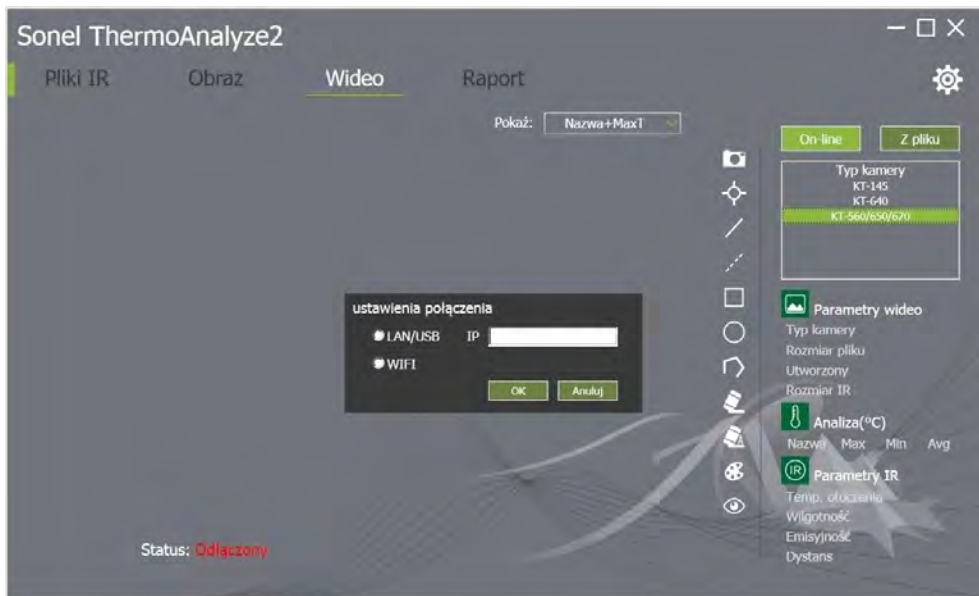 Sonel ThermoAnalyze2
Pliki IR Obraz Wideo Raport
Pokaż: Nazwa+MaxT
On-line Z pliku
Typ kamery
KT-145
KT-640
KT-560/650/670
ustawienia połączenia
LAN/USB IP
WIFI
OK Anuluj
Parametry wideo
Typ kamery
Rozmiar pliku
Utworzony
Rozmiar IR
Analiza(ºC)
Nazwa Max Min Avg
IR Parametry IR
Temp. otoczenia
Wilgotność
Emisyjność
Dystans
Status: Odłączony